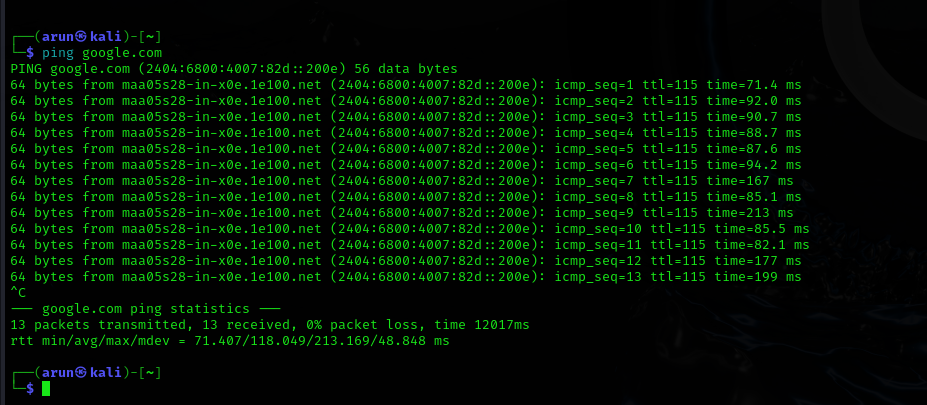 ┌──(arun㉿kali)-[~]
└─$ ping google.com
PING google.com (2404:6800:4007:82d::200e) 56 data bytes
64 bytes from maa05s28-in-x0e.1e100.net (2404:6800:4007:82d::200e): icmp_seq=1 ttl=115 time=71.4 ms
64 bytes from maa05s28-in-x0e.1e100.net (2404:6800:4007:82d::200e): icmp_seq=2 ttl=115 time=92.0 ms
64 bytes from maa05s28-in-x0e.1e100.net (2404:6800:4007:82d::200e): icmp_seq=3 ttl=115 time=90.7 ms
64 bytes from maa05s28-in-x0e.1e100.net (2404:6800:4007:82d::200e): icmp_seq=4 ttl=115 time=88.7 ms
64 bytes from maa05s28-in-x0e.1e100.net (2404:6800:4007:82d::200e): icmp_seq=5 ttl=115 time=87.6 ms
64 bytes from maa05s28-in-x0e.1e100.net (2404:6800:4007:82d::200e): icmp_seq=6 ttl=115 time=94.2 ms
64 bytes from maa05s28-in-x0e.1e100.net (2404:6800:4007:82d::200e): icmp_seq=7 ttl=115 time=167 ms
64 bytes from maa05s28-in-x0e.1e100.net (2404:6800:4007:82d::200e): icmp_seq=8 ttl=115 time=85.1 ms
64 bytes from maa05s28-in-x0e.1e100.net (2404:6800:4007:82d::200e): icmp_seq=9 ttl=115 time=213 ms
64 bytes from maa05s28-in-x0e.1e100.net (2404:6800:4007:82d::200e): icmp_seq=10 ttl=115 time=85.5 ms
64 bytes from maa05s28-in-x0e.1e100.net (2404:6800:4007:82d::200e): icmp_seq=11 ttl=115 time=82.1 ms
64 bytes from maa05s28-in-x0e.1e100.net (2404:6800:4007:82d::200e): icmp_seq=12 ttl=115 time=177 ms
64 bytes from maa05s28-in-x0e.1e100.net (2404:6800:4007:82d::200e): icmp_seq=13 ttl=115 time=199 ms
^C
--- google.com ping statistics ---
13 packets transmitted, 13 received, 0% packet loss, time 12017ms
rtt min/avg/max/mdev = 71.407/118.049/213.169/48.848 ms
┌──(arun㉿kali)-[~]
└─$